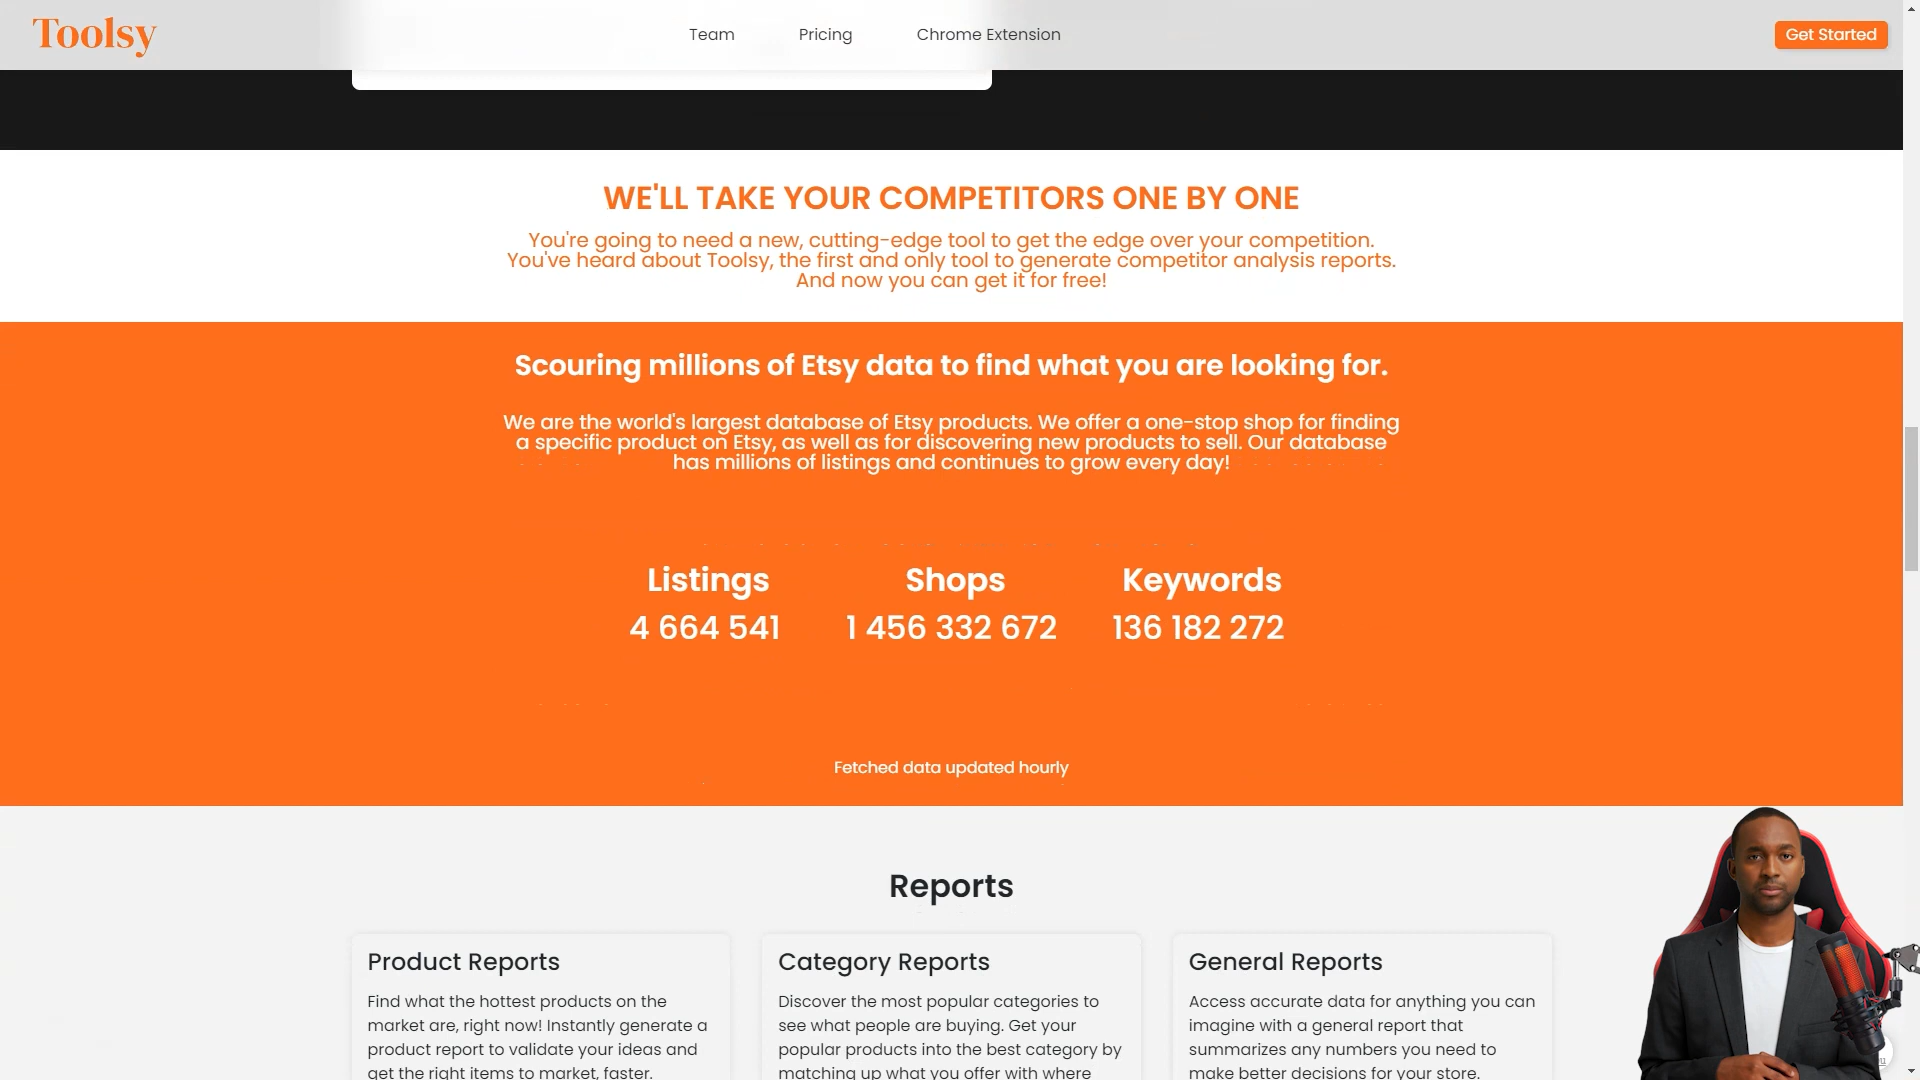 Toolsy
Team
Pricing
Chrome Extension
Get Started
WE'LL TAKE YOUR COMPETITORS ONE BY ONE
You're going to need a new, cutting-edge tool to get the edge over your competition.
You've heard about Toolsy, the first and only tool to generate competitor analysis reports.
And now you can get it for free!
Scouring millions of Etsy data to find what you are looking for.
We are the world's largest database of Etsy products. We offer a one-stop shop for finding
a specific product on Etsy, as well as for discovering new products to sell. Our database
has millions of listings and continues to grow every day!
Listings
4 664 541
Shops
1 456 332 672
Keywords
136 182 272
Fetched data updated hourly
Reports
Product Reports
Find what the hottest products on the
market are, right now! Instantly generate a
product report to validate your ideas and
get the right items to market, faster.
Category Reports
Discover the most popular categories to
see what people are buying. Get your
popular products into the best category by
matching up what you offer with where
General Reports
Access accurate data for anything you can
imagine with a general report that
summarizes any numbers you need to
make better decisions for your store.